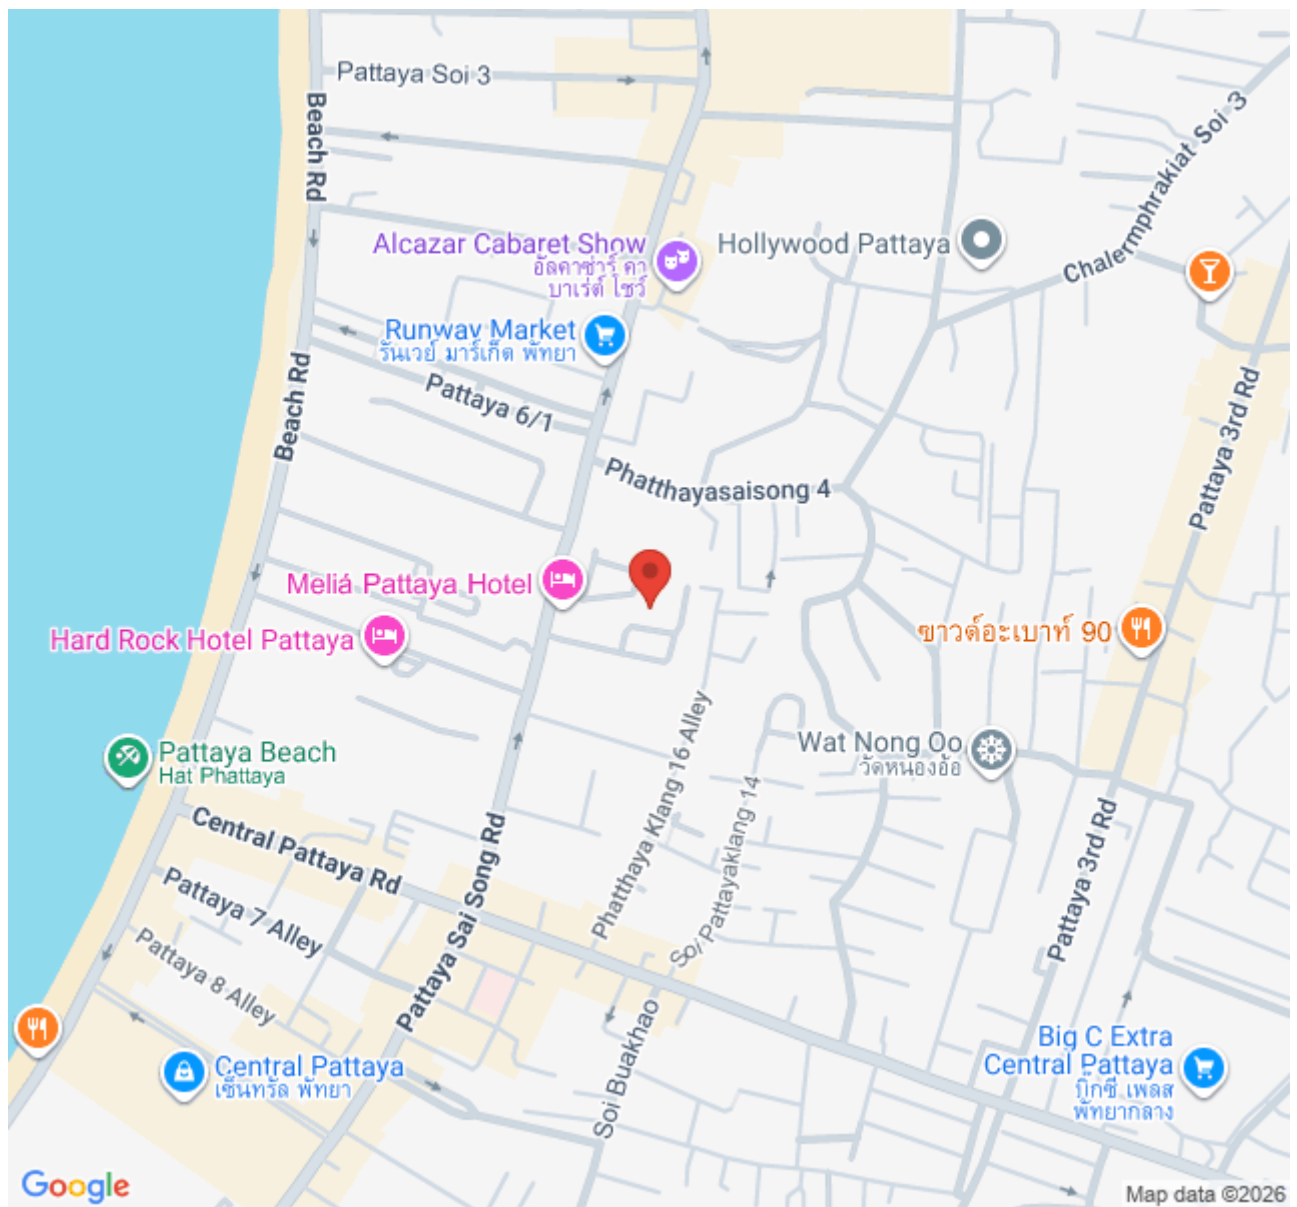 Pattaya Soi 3
Beach Rd
Chalermphrakiat Soi 3
Alcazar Cabaret Show
อัลคาซ่าร์ คา
บาเร่ต์ โชว์
Hollywood Pattaya
Runway Market
รันเวย์ มาร์เก็ต พัทยา
Beach Rd
Pattaya 6/1
Pattaya 3rd Rd
Phatthayasaisong 4
Meliá Pattaya Hotel
Hard Rock Hotel Pattaya
ขาวด์อะเบาท์ 90
Phatthaya Klang 16 Alley
Wat Nong Oo
วัดหนองอ้อ
Pattaya Beach
Hat Phattaya
Soi Pattayaklang 14
Central Pattaya Rd
Pattaya Sai Song Rd
Pattaya 3rd Rd
Pattaya 7 Alley
Pattaya 8 Alley
Soi Buakhao
Central Pattaya
เซ็นทรัล พัทยา
Big C Extra
Central Pattaya
บิ๊กซี เพลส
พัทยากลาง
Google
Map data ©2026